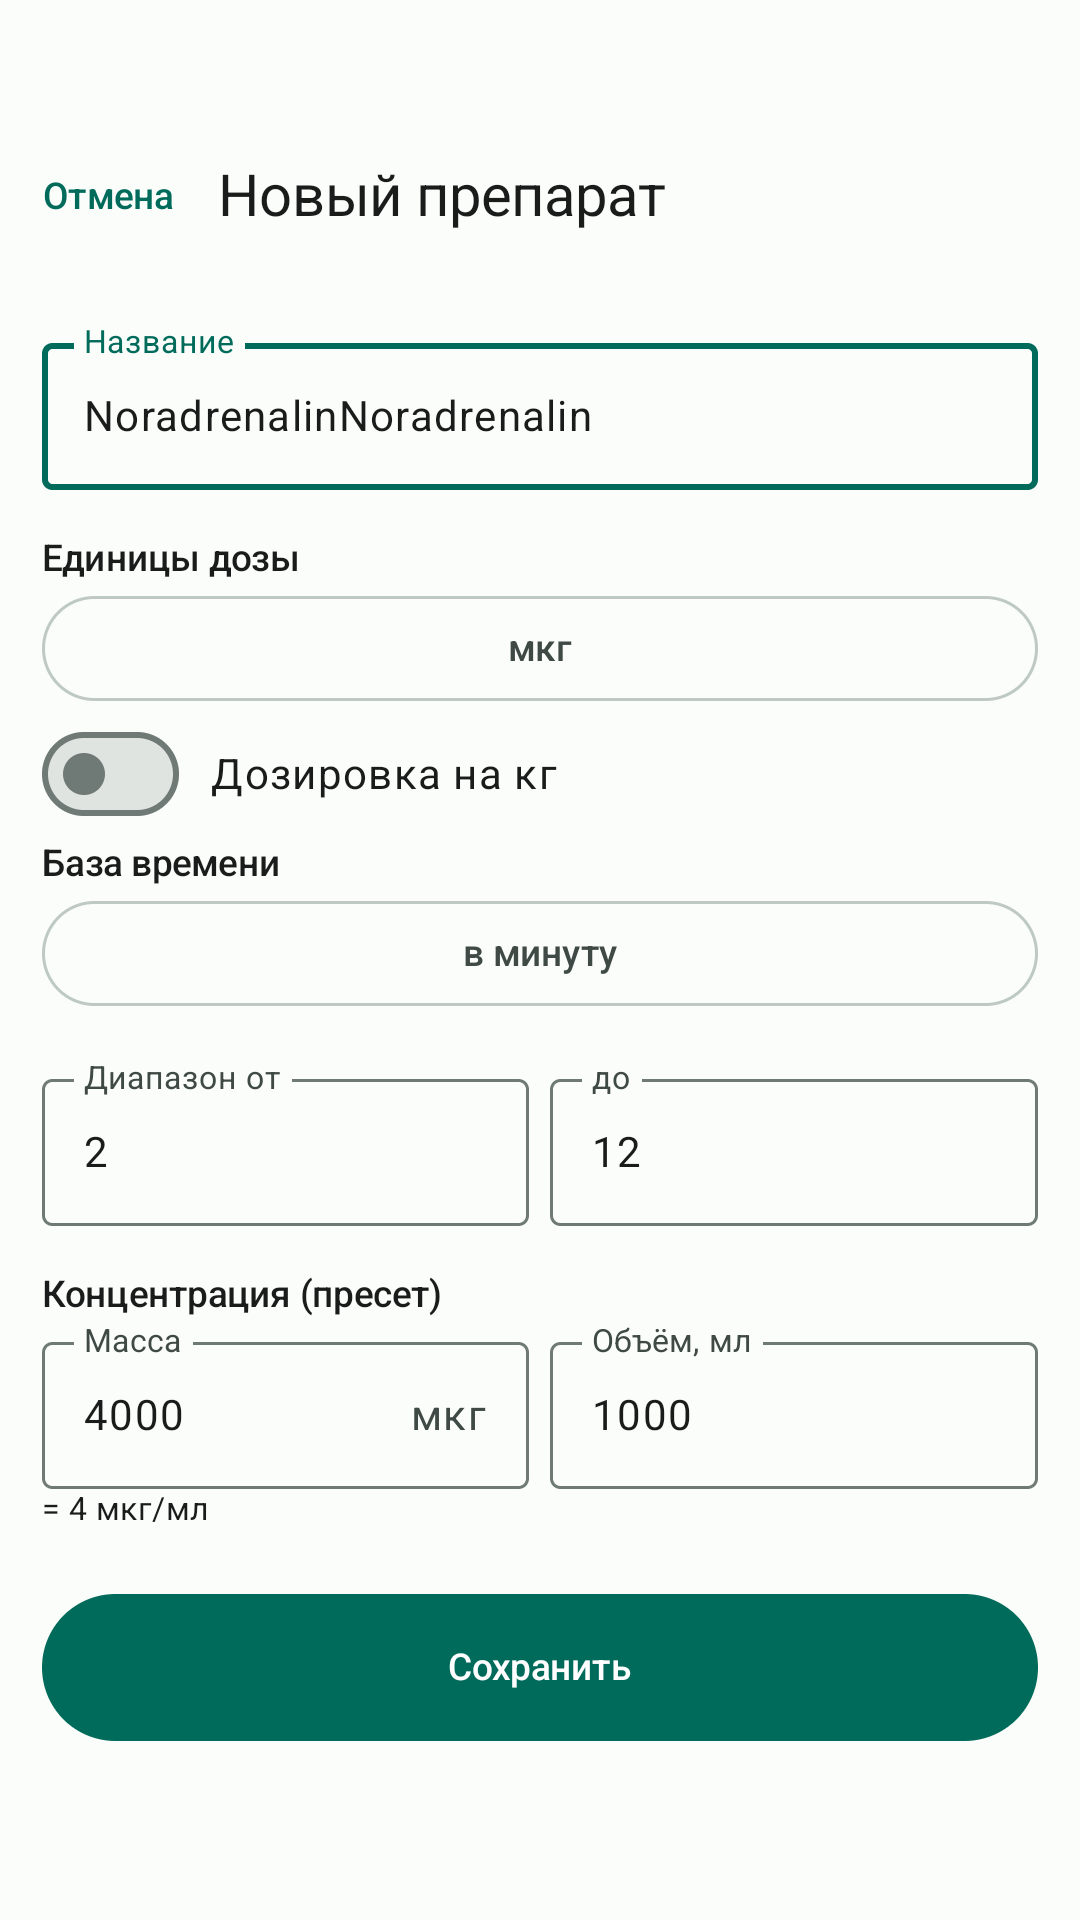 Отмена Новый препарат
Название
NoradrenalinNoradrenalin
Единицы дозы
мкг
Дозировка на кг
База времени
в минуту
Диапазон от до
2 12
Концентрация (пресет)
Масса Объём, мл
4000 мкг 1000
= 4 мкг/мл
Сохранить